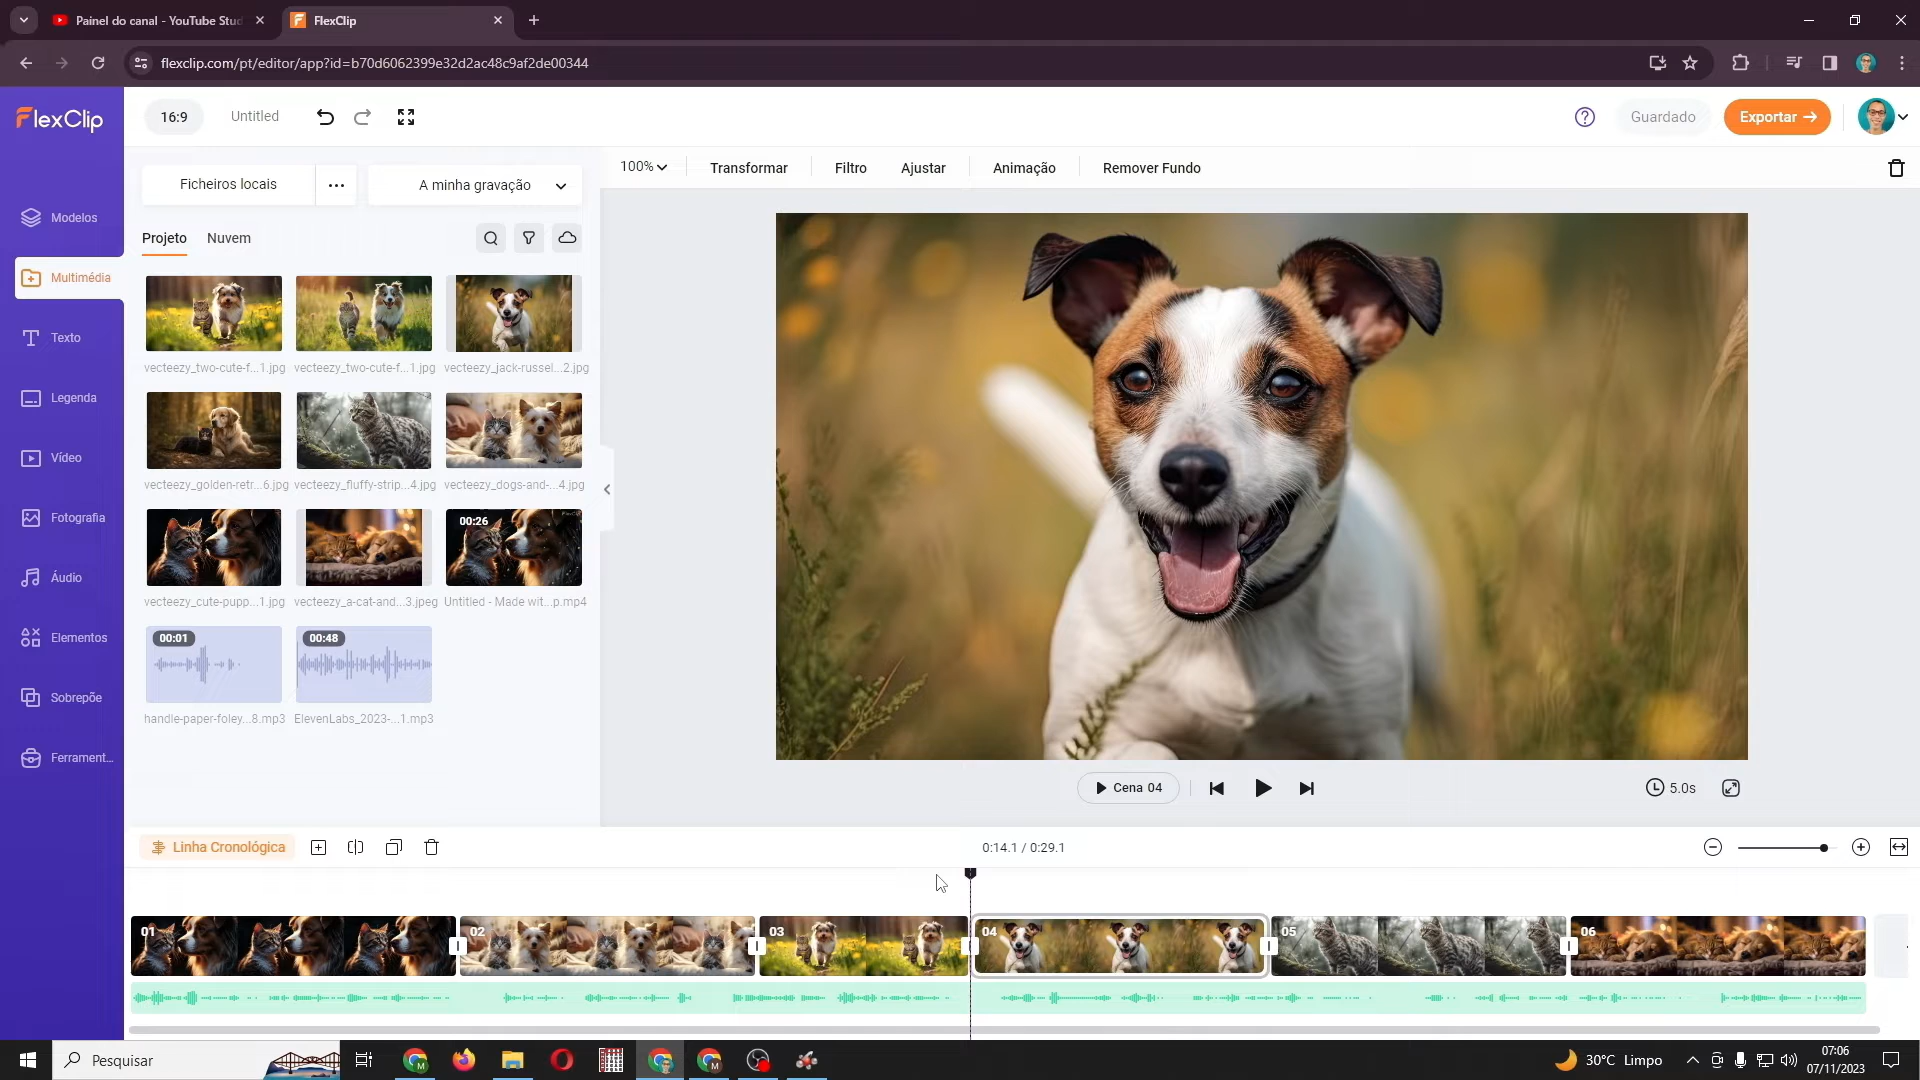 Painel do canal - YouTube Stud
FlexClip
flexclip.com/pt/editor/app?id=b70d6062399e32d2ac48c9af2de00344
FlexClip
16:9
Untitled
Guardado
Exportar
Ficheiros locais
A minha gravação
100%
Transformar
Filtro
Ajustar
Animação
Remover Fundo
Modelos
Multimédia
Texto
Legenda
Vídeo
Fotografia
Áudio
Elementos
Sobrepõe
Ferrament...
Projeto
Nuvem
vecteezy_two-cute-f...1.jpg
vecteezy_two-cute-f...1.jpg
vecteezy_jack-russel...2.jpg
vecteezy_golden-retr...6.jpg
vecteezy_fluffy-strip...4.jpg
vecteezy_dogs-and-...4.jpg
00:26
vecteezy_cute-pupp...1.jpg
vecteezy_a-cat-and...3.jpeg
Untitled - Made wit...p.mp4
00:01
00:48
handle-paper-foley...8.mp3
ElevenLabs_2023-...1.mp3
Cena 04
5.0s
Linha Cronológica
0:14.1 / 0:29.1
01
02
03
04
05
06
Pesquisar
30°C Limpo
07:06
07/11/2023